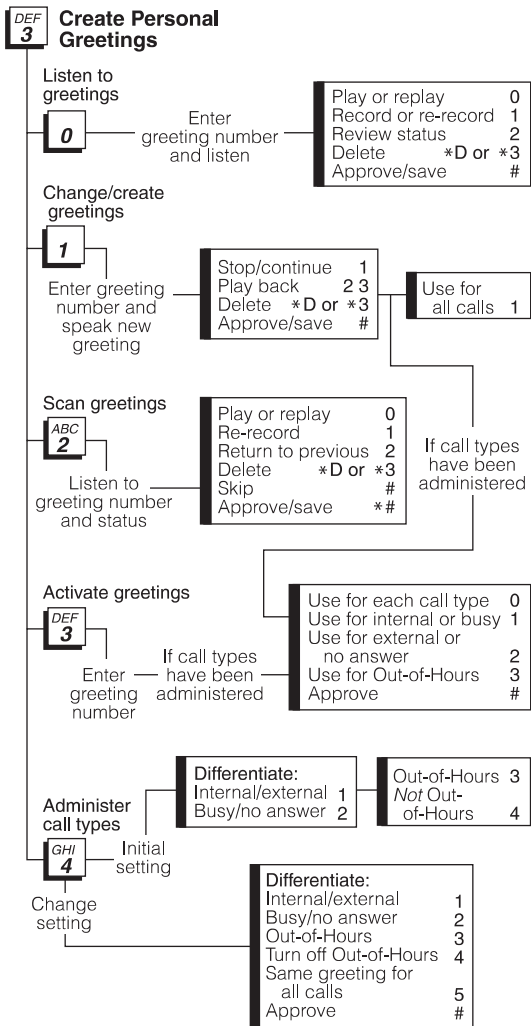 DEF
3
Create Personal
Greetings
Listen to
greetings
0
Enter
greeting number
and listen
Play or replay 0
Record or re-record 1
Review status 2
Delete *D or *3
Approve/save #
Change/create
greetings
1
Enter greeting
number and
speak new
greeting
Stop/continue 1
Play back 2 3
Delete *D or *3
Approve/save #
Use for
all calls 1
If call types
have been
administered
Scan greetings
ABC
2
Listen to
greeting number
and status
Play or replay 0
Re-record 1
Return to previous 2
Delete *D or *3
Skip #
Approve/save *#
Activate greetings
DEF
3
Enter
greeting
number
If call types
have been
administered
Use for each call type 0
Use for internal or busy 1
Use for external or
no answer 2
Use for Out-of-Hours 3
Approve #
Administer
call types
GHI
4
Initial
setting
Differentiate:
Internal/external 1
Busy/no answer 2
Out-of-Hours 3
Not Out-
of-Hours 4
Change
setting
Differentiate:
Internal/external 1
Busy/no answer 2
Out-of-Hours 3
Turn off Out-of-Hours 4
Same greeting for
all calls 5
Approve #